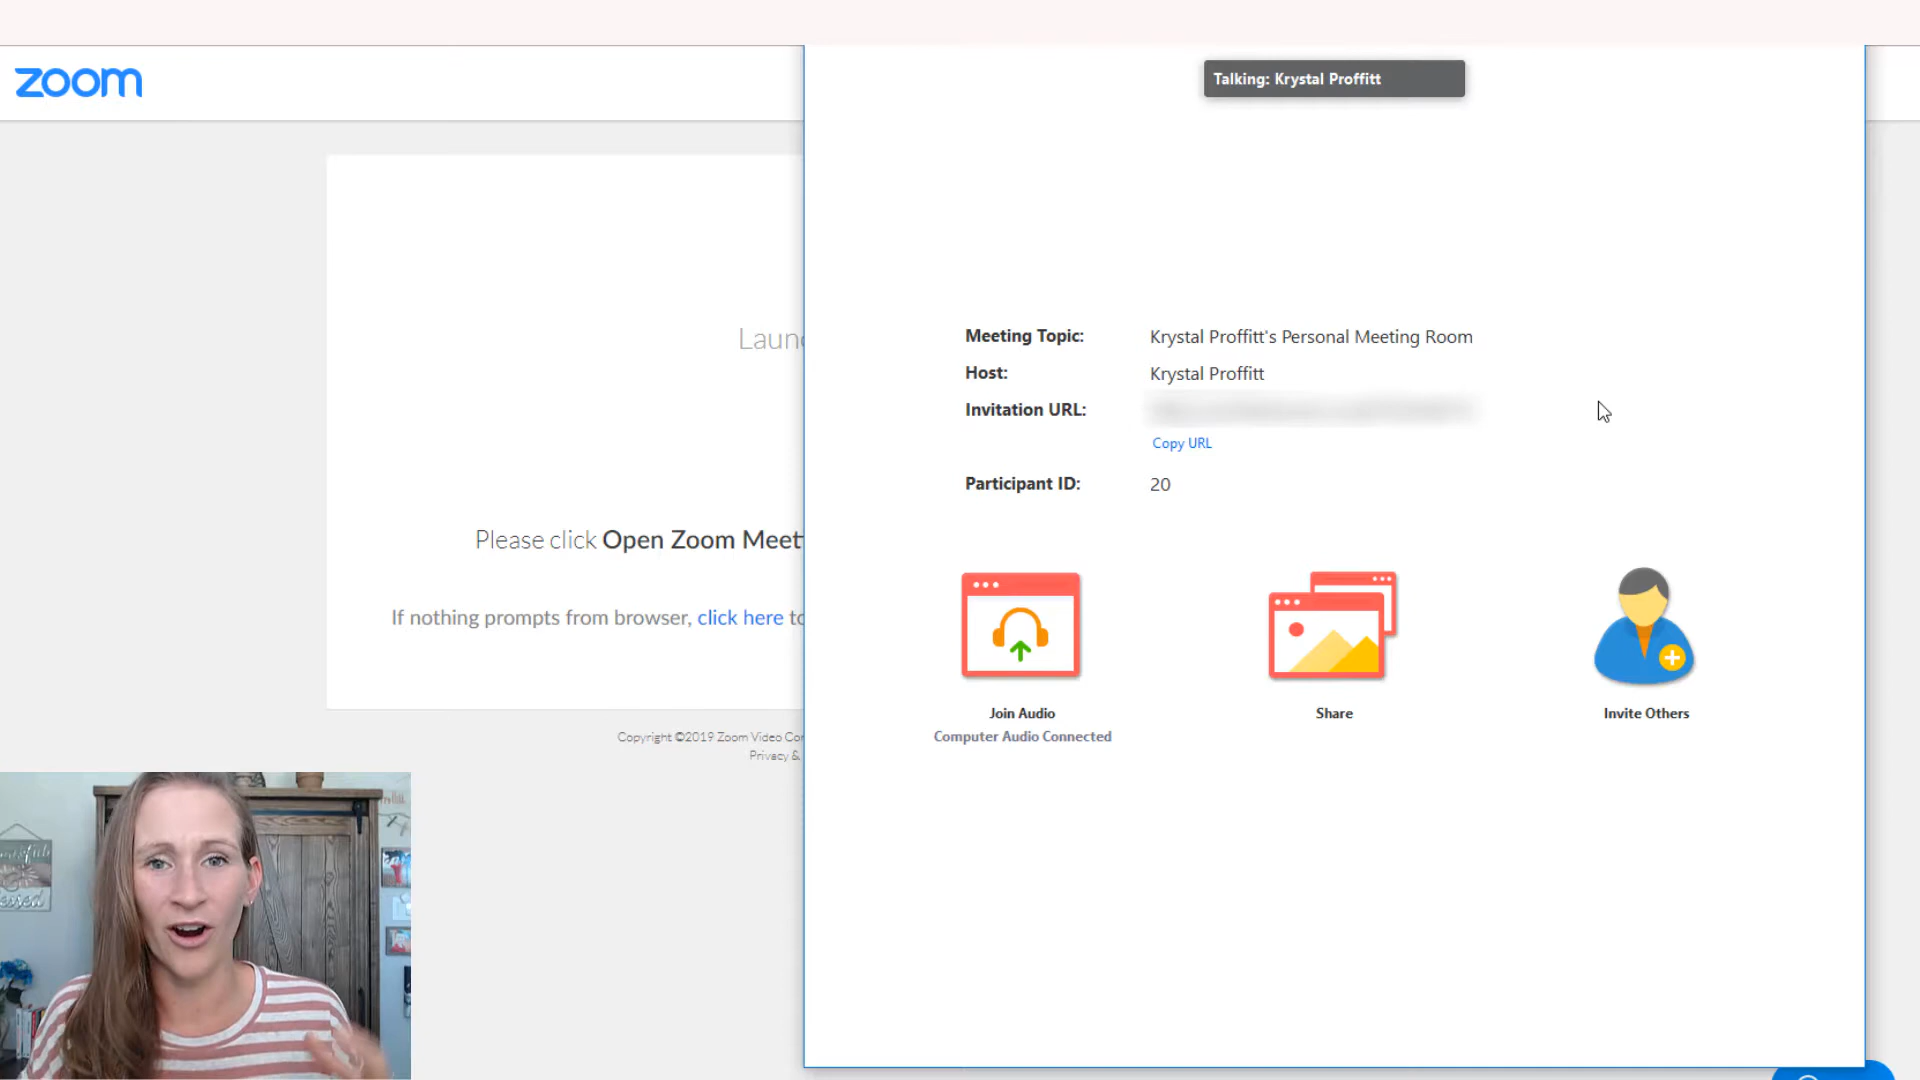 zoom
Talking: Krystal Proffitt
Laun
Meeting Topic: Krystal Proffitt's Personal Meeting Room
Host: Krystal Proffitt
Invitation URL:
Copy URL
Participant ID: 20
Please click Open Zoom Meet
If nothing prompts from browser, click here to
Join Audio
Computer Audio Connected
Share
Invite Others
Copyright ©2019 Zoom Video Co
Privacy &